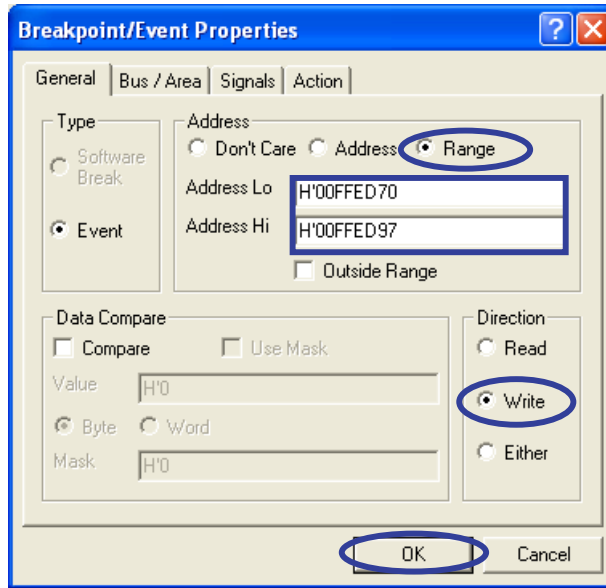 Breakpoint/Event Properties
General Bus / Area Signals Action
Type
Software
Break
Event
Address
Don't Care Address Range
Address Lo H'00FFED70
Address Hi H'00FFED97
Outside Range
Data Compare
Compare Use Mask
Value H'0
Byte Word
Mask H'0
Direction
Read
Write
Either
OK Cancel